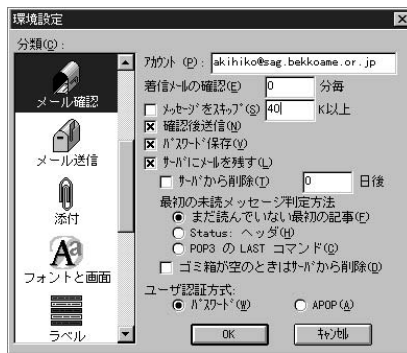 環境設定
分類(C):
メール確認
メール送信
添付
フォントと画面
ラベル
アカウント (P): akihiko@sag.bekkoame.or.jp
着信メールの確認(E) 0 分毎
メッセージをスキップ(S) 40 K以上
確認後送信(N)
パスワード保存(V)
サーバにメールを残す(L)
サーバから削除(T) 0 日後
最初の未読メッセージ判定方法
まだ読んでいない最初の記事(F)
Status: ヘッダ(H)
POP3 の LAST コマンド(C)
ゴミ箱が空のときはサーバから削除(D)
ユーザ認証方式:
パスワード(W) APOP(A)
OK キャンセル